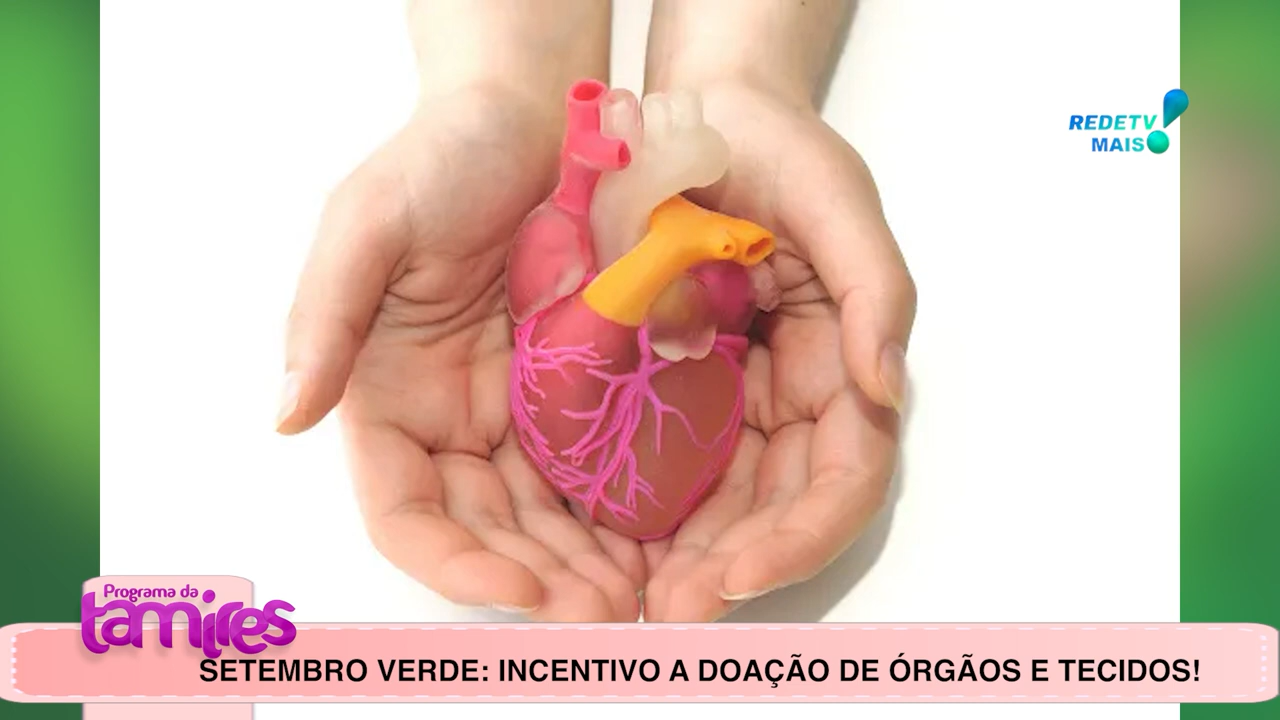 REDETV
MAIS
Programa da
tamires
SETEMBRO VERDE: INCENTIVO A DOAÇÃO DE ÓRGÃOS E TECIDOS!